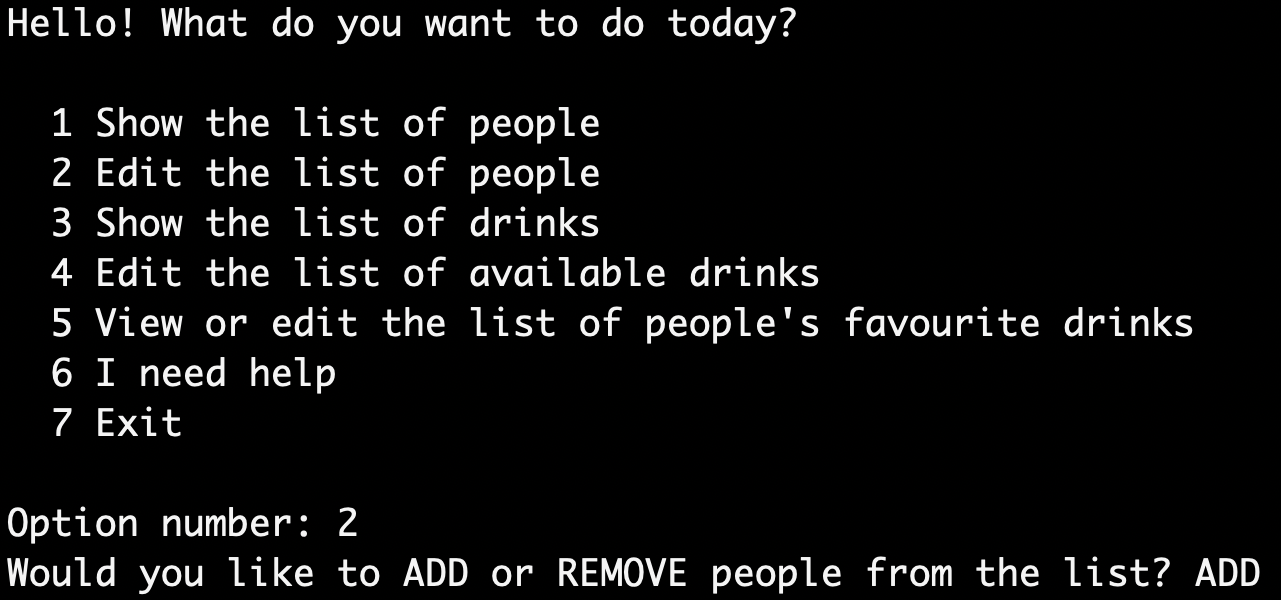 Hello! What do you want to do today?
1 Show the list of people
2 Edit the list of people
3 Show the list of drinks
4 Edit the list of available drinks
5 View or edit the list of people's favourite drinks
6 I need help
7 Exit
Option number: 2
Would you like to ADD or REMOVE people from the list? ADD